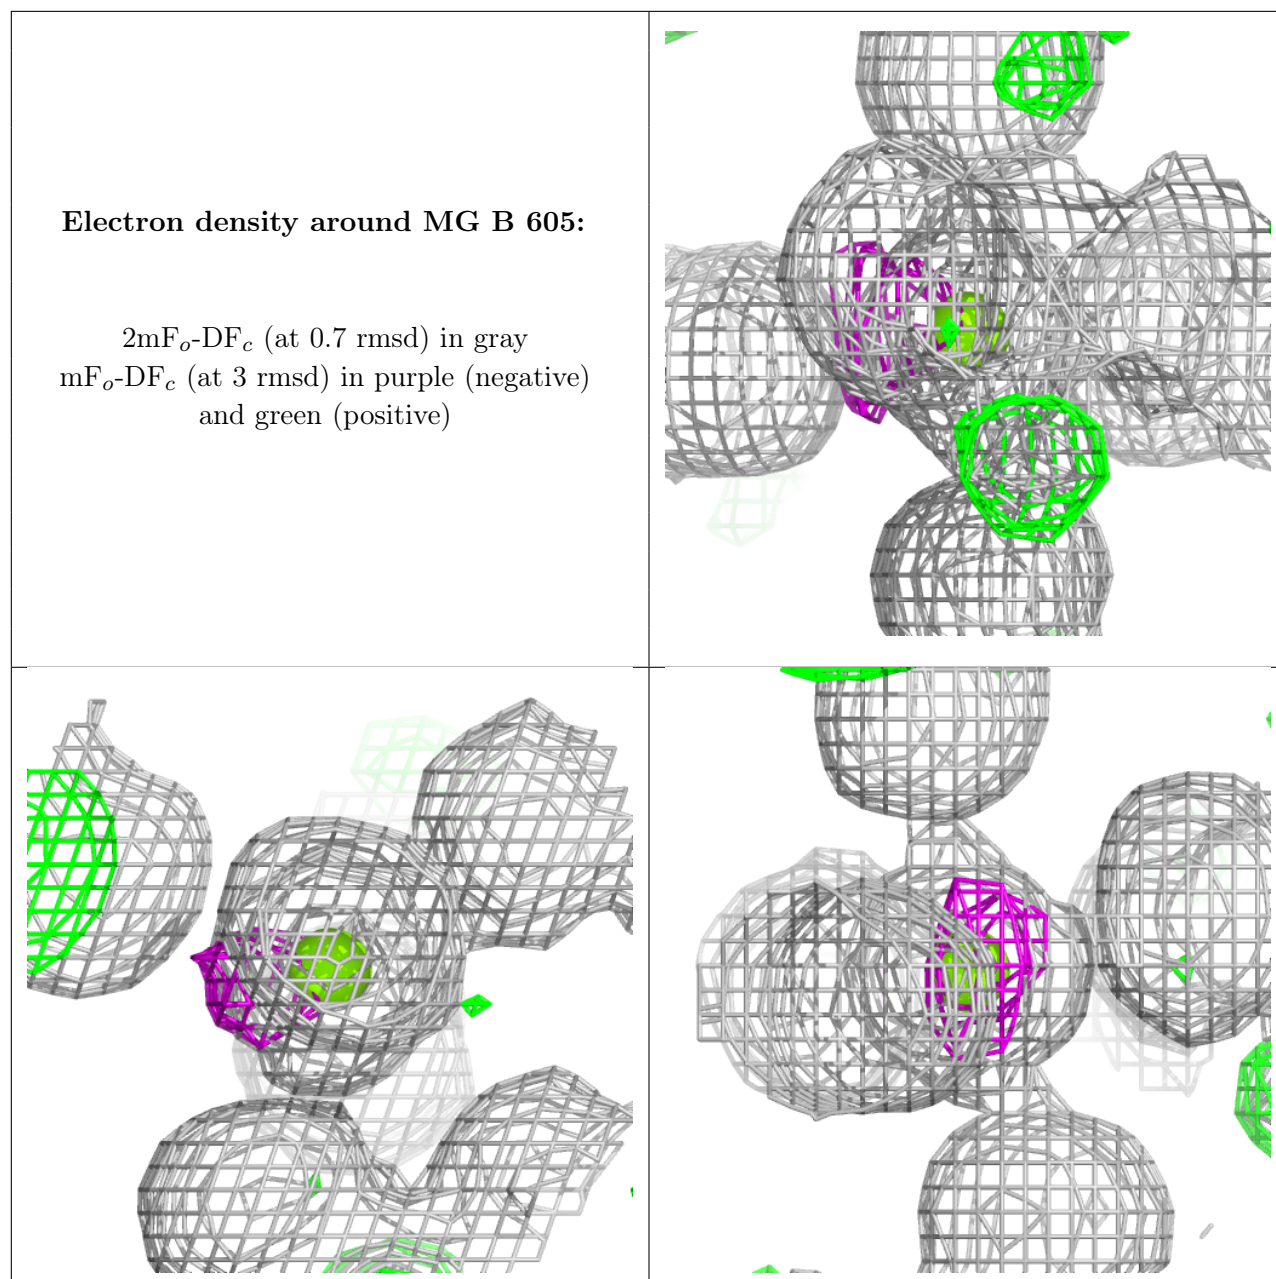 Electron density around MG B 605:
2mFₒ-DF𝒸 (at 0.7 rmsd) in gray
mFₒ-DF𝒸 (at 3 rmsd) in purple (negative)
and green (positive)